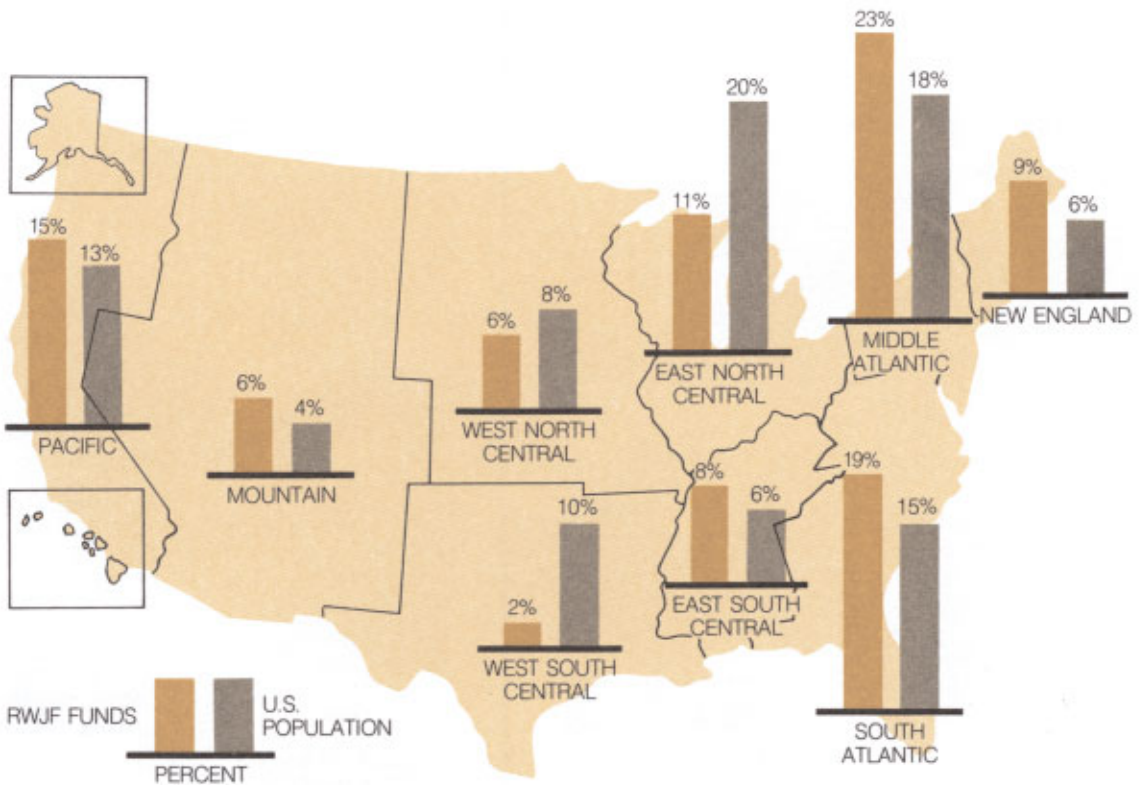 23%
18%
MIDDLE
ATLANTIC
9%
6%
NEW ENGLAND
11%
20%
EAST NORTH
CENTRAL
15%
13%
PACIFIC
6%
4%
MOUNTAIN
6%
8%
WEST NORTH
CENTRAL
2%
10%
WEST SOUTH
CENTRAL
8%
6%
EAST SOUTH
CENTRAL
19%
15%
SOUTH
ATLANTIC
RWJF FUNDS
U.S.
POPULATION
PERCENT